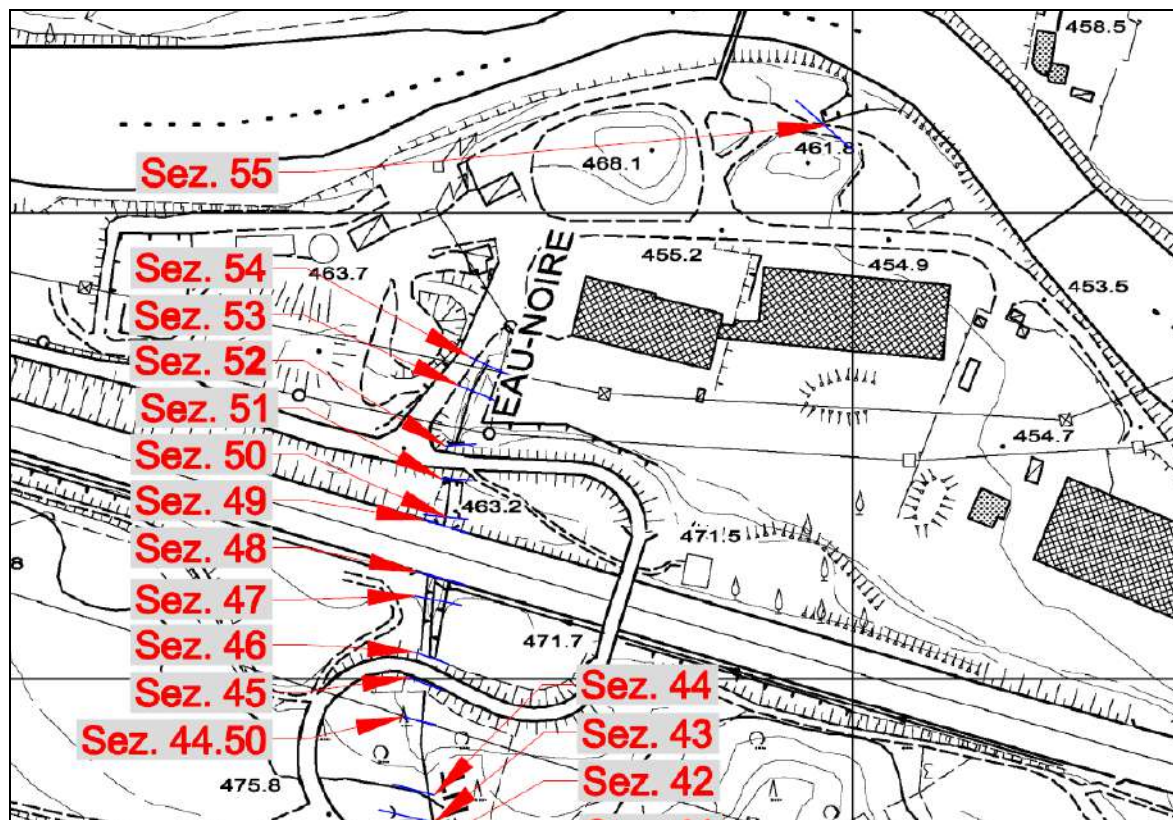 458.5
461.8
468.1
Sez. 55
EAU-NOIRE
455.2
454.9
Sez. 54
463.7
453.5
Sez. 53
Sez. 52
Sez. 51
454.7
Sez. 50
Sez. 49
463.2
471.5
Sez. 48
8
Sez. 47
471.7
Sez. 46
Sez. 45
Sez. 44
Sez. 44.50
Sez. 43
475.8
Sez. 42